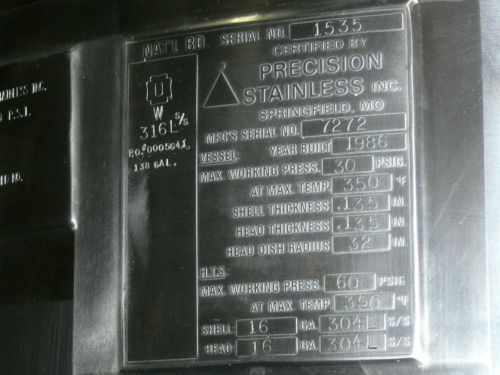 NAT'L BD. SERIAL NO. 1535
CERTIFIED BY
PRECISION
STAINLESS INC.
SPRINGFIELD, MO
MFG'S SERIAL NO. 7272
VESSEL YEAR BUILT 1986
MAX. WORKING PRESS. 30 PSIG.
AT MAX. TEMP 350 °F
SHELL THICKNESS .135 IN
HEAD THICKNESS .135 IN
HEAD DISH RADIUS 32 IN
H.T.S.
MAX. WORKING PRESS. 60 PSIG
AT MAX. TEMP 350 °F
SHELL 16 GA. 304L S/S
HEAD 16 GA. 304L S/S
U
W
316L S/S
P.O.#0005641
138 GAL.
INC.
P.S.I.